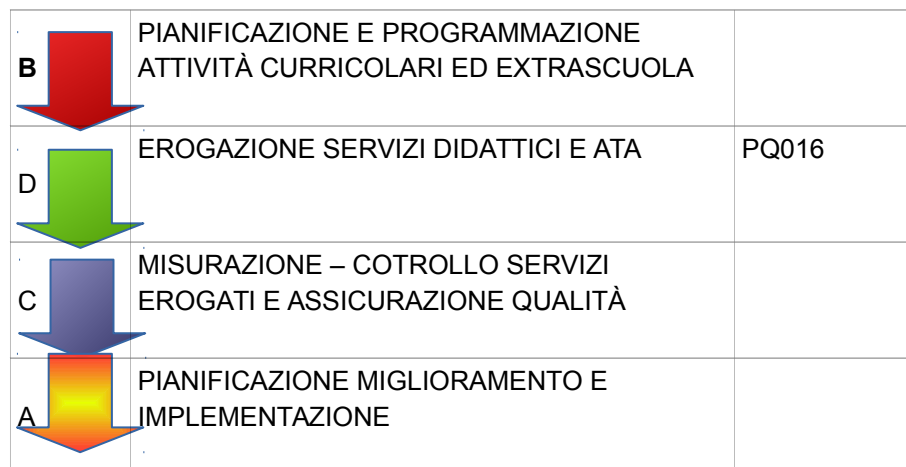 B
PIANIFICAZIONE E PROGRAMMAZIONE
ATTIVITÀ CURRICOLARI ED EXTRASCUOLA
D
EROGAZIONE SERVIZI DIDATTICI E ATA
PQ016
C
MISURAZIONE – COTROLLO SERVIZI
EROGATI E ASSICURAZIONE QUALITÀ
A
PIANIFICAZIONE MIGLIORAMENTO E
IMPLEMENTAZIONE